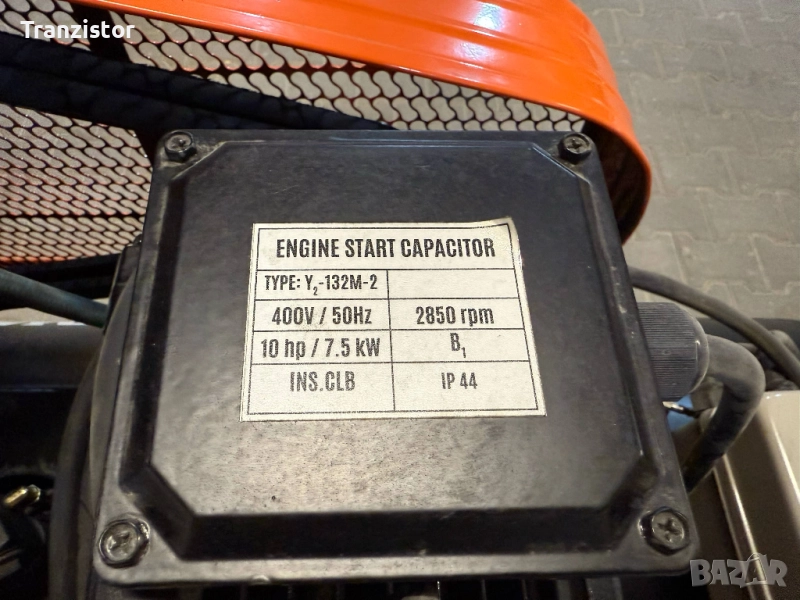 Tranzistor
ENGINE START CAPACITOR
TYPE: Y₂-132M-2
400V / 50Hz 2850 rpm
10 hp / 7.5 kW B₁
INS.CLB IP 44
BAZAR